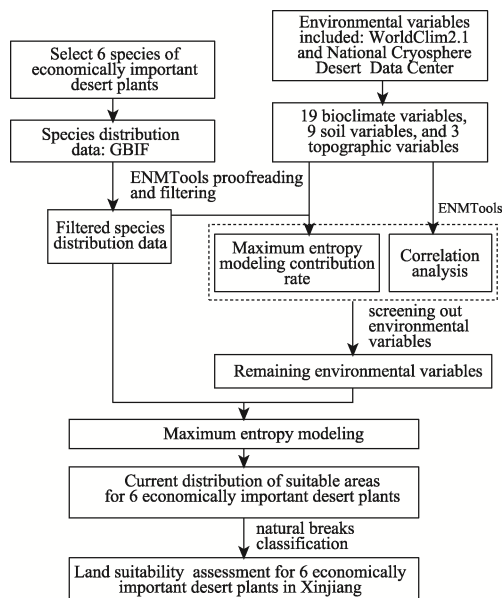 Select 6 species of
economically important
desert plants
Environmental variables
included: WorldClim2.1
and National Cryosphere
Desert Data Center
Species distribution
data: GBIF
19 bioclimate variables,
9 soil variables, and 3
topographic variables
ENMTools proofreading
and filtering
ENMTools
Filtered species
distribution data
Maximum entropy
modeling contribution
rate
Correlation
analysis
screening out
environmental
variables
Remaining environmental variables
Maximum entropy modeling
Current distribution of suitable areas
for 6 economically important desert plants
natural breaks
classification
Land suitability assessment for 6 economically
important desert plants in Xinjiang